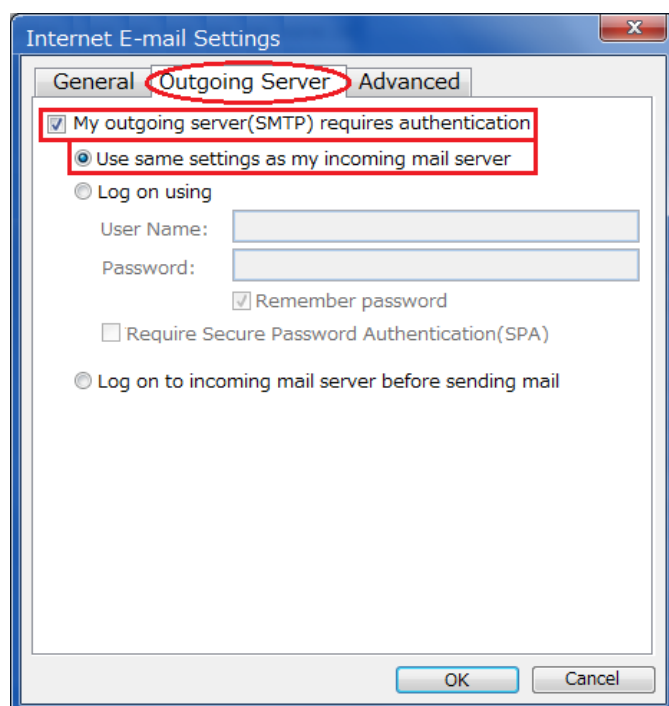 Internet E-mail Settings
x
General Outgoing Server Advanced
My outgoing server(SMTP) requires authentication
Use same settings as my incoming mail server
Log on using
User Name:
Password:
Remember password
Require Secure Password Authentication(SPA)
Log on to incoming mail server before sending mail
OK Cancel